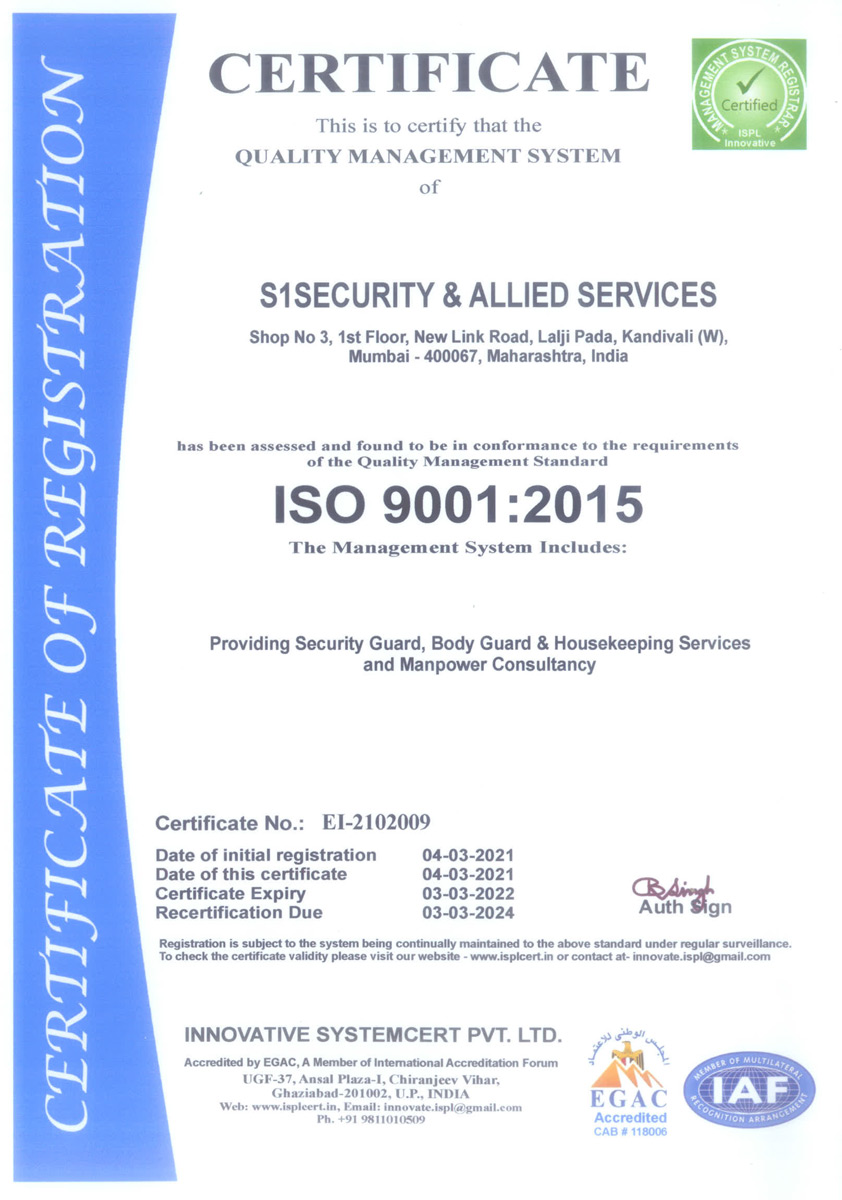 CERTIFICATE OF REGISTRATION
CERTIFICATE
This is to certify that the
QUALITY MANAGEMENT SYSTEM
of
MANAGEMENT SYSTEM REGISTRAR
Certified
ISPL
Innovative
S1SECURITY & ALLIED SERVICES
Shop No 3, 1st Floor, New Link Road, Lalji Pada, Kandivali (W),
Mumbai - 400067, Maharashtra, India
has been assessed and found to be in conformance to the requirements
of the Quality Management Standard
ISO 9001:2015
The Management System Includes:
Providing Security Guard, Body Guard & Housekeeping Services
and Manpower Consultancy
Certificate No.: EI-2102009
Date of initial registration 04-03-2021
Date of this certificate 04-03-2021
Certificate Expiry 03-03-2022
Recertification Due 03-03-2024
B Singh
Auth Sign
Registration is subject to the system being continually maintained to the above standard under regular surveillance.
To check the certificate validity please visit our website - www.isplcert.in or contact at- innovate.ispl@gmail.com
INNOVATIVE SYSTEMCERT PVT. LTD.
Accredited by EGAC, A Member of International Accreditation Forum
UGF-37, Ansal Plaza-1, Chiranjeev Vihar,
Ghaziabad-201002, U.P., INDIA
Web: www.isplcert.in, Email: innovate.ispl@gmail.com
Ph. +91 9811010509
المجلس الوطني للاعتماد
EGAC
Accredited
CAB # 118006
MEMBER OF MULTILATERAL
IAF
RECOGNITION ARRANGEMENT